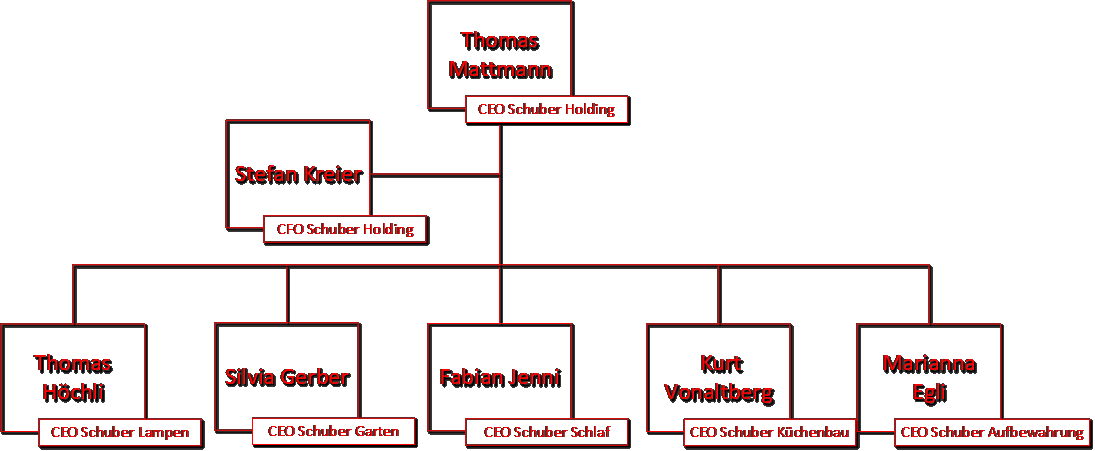 Thomas
Mattmann
CEO Schuber Holding
Stefan Kreier
CFO Schuber Holding
Thomas
Höchli
CEO Schuber Lampen
Silvia Gerber
CEO Schuber Garten
Fabian Jenni
CEO Schuber Schlaf
Kurt
Vonaltberg
CEO Schuber Küchenbau
Marianna
Egli
CEO Schuber Aufbewahrung